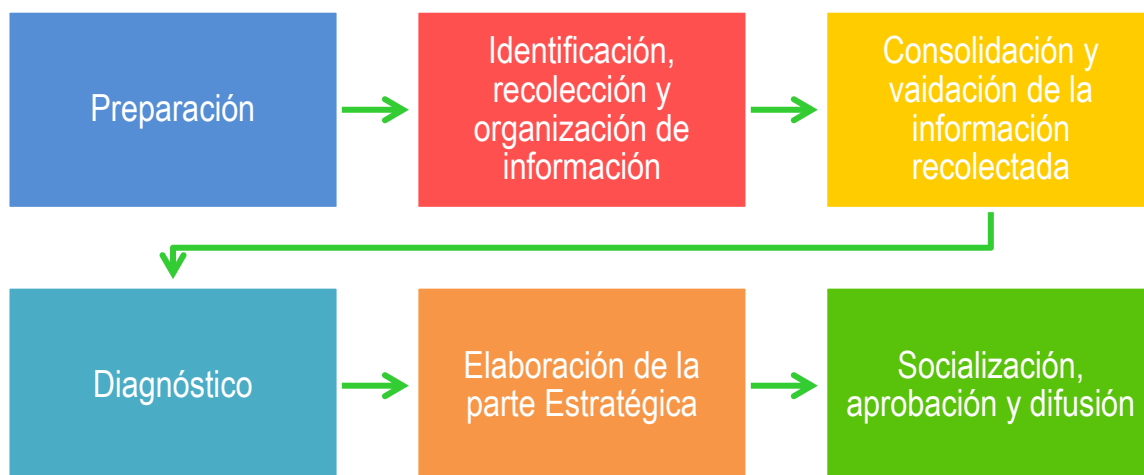 Preparación
Identificación,
recolección y
organización de
información
Consolidación y
vaidación de la
información
recolectada
Diagnóstico
Elaboración de la
parte Estratégica
Socialización,
aprobación y difusión